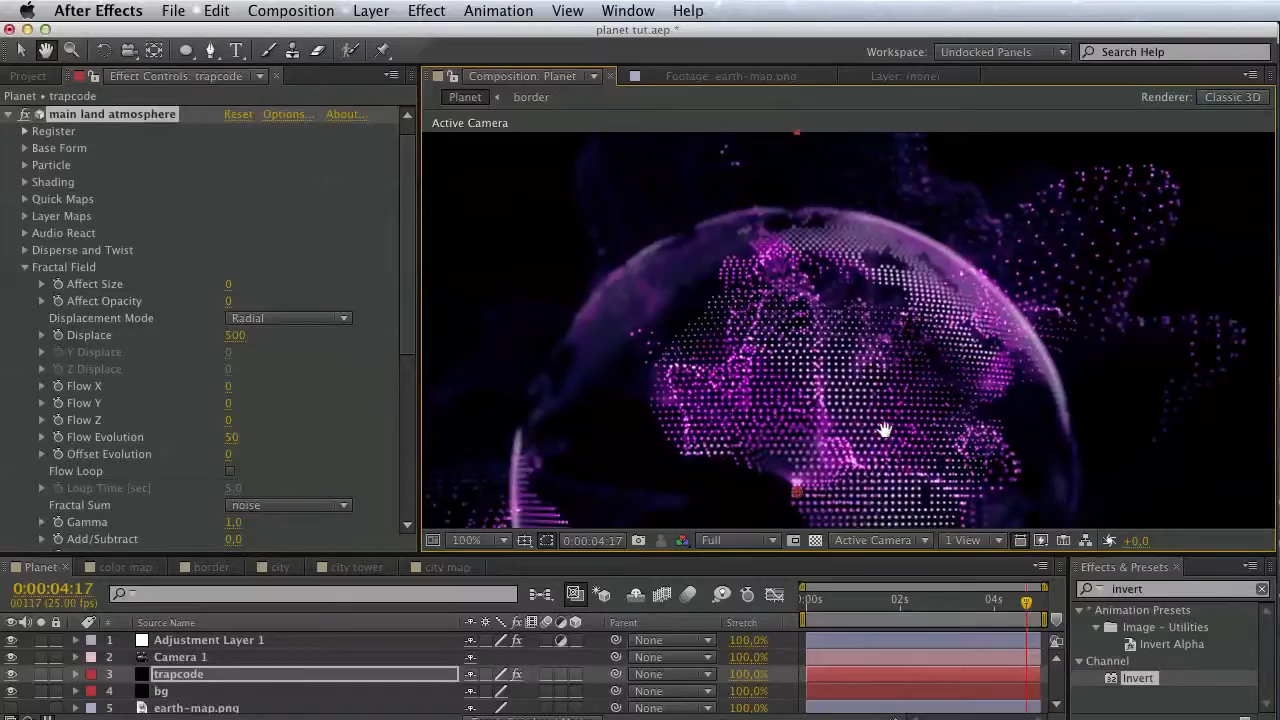 After Effects File Edit Composition Layer Effect Animation View Window Help
planet tut.aep *
Workspace: Undocked Panels Search Help
Project Effect Controls: trapcode Composition: Planet Footage: earth-map.png Layer: (none)
Planet • trapcode Planet border Renderer: Classic 3D
main land atmosphere Reset Options... About...
Active Camera
Register
Base Form
Particle
Shading
Quick Maps
Layer Maps
Audio React
Disperse and Twist
Fractal Field
Affect Size 0
Affect Opacity 0
Displacement Mode Radial
Displace 500
Y Displace 0
Z Displace 0
Flow X 0
Flow Y 0
Flow Z 0
Flow Evolution 50
Offset Evolution 0
Flow Loop
Loop Time [sec] 5,0
Fractal Sum noise
Gamma 1,0
Add/Subtract 0,0
100% 0:00:04:17 Full Active Camera 1 View +0,0
Planet color map border city city tower city map Effects & Presets
0:00:04:17
00117 (25.00 fps)
:00s 02s 04s
invert
# Source Name Parent Stretch
* Animation Presets
Image - Utilities
Invert Alpha
Channel
Invert
1 Adjustment Layer 1 None 100,0%
2 Camera 1 None 100,0%
3 trapcode None 100,0%
4 bg None 100,0%
5 earth-map.png None 100,0%